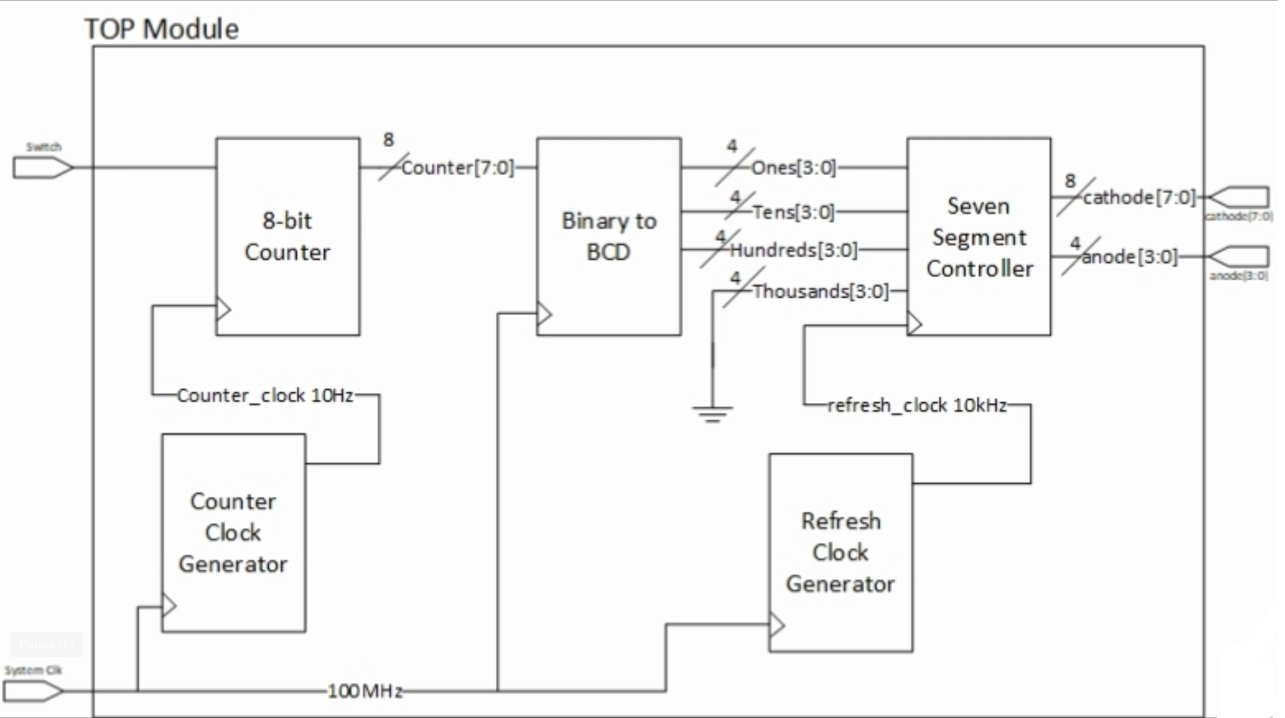 TOP Module
Switch
8
Counter[7:0]
4
Ones[3:0]
4
Tens[3:0]
4
Hundreds[3:0]
4
Thousands[3:0]
8-bit
Counter
Binary to
BCD
Seven
Segment
Controller
8
cathode[7:0]
cathode[7:0]
4
anode[3:0]
anode[3:0]
Counter_clock 10Hz
refresh_clock 10kHz
Counter
Clock
Generator
Refresh
Clock
Generator
System Clk
100MHz